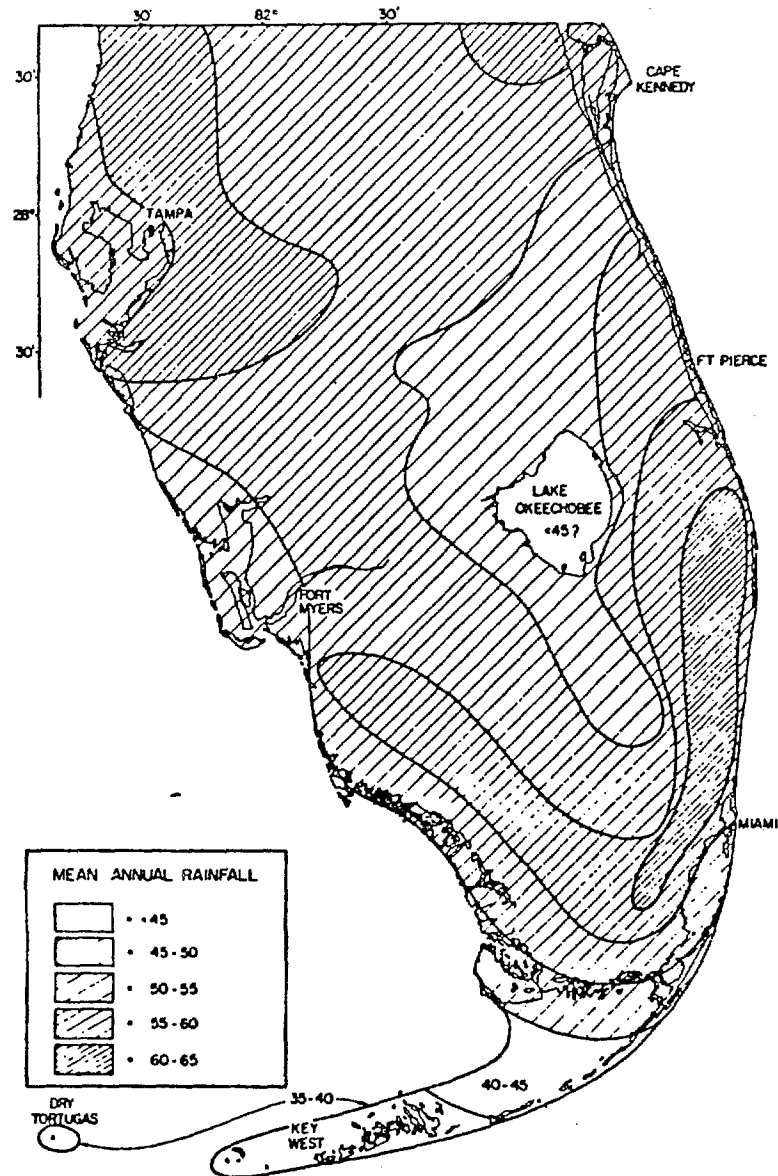 30' 82° 30'
30'
CAPE
KENNEDY
28°
TAMPA
30'
FT PIERCE
LAKE
OKEECHOBEE
<45?
FORT
MYERS
MIAMI
MEAN ANNUAL RAINFALL
• <45
• 45-50
• 50-55
• 55-60
• 60-65
35-40
40-45
DRY
TORTUGAS
KEY
WEST